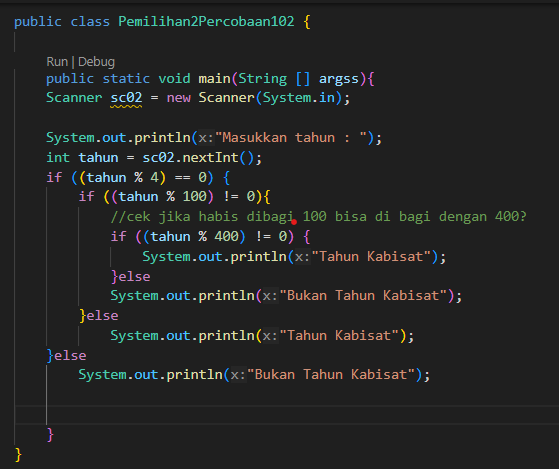 public class Pemilihan2Percobaan102 {
Run | Debug
public static void main(String [] argss){
Scanner sc02 = new Scanner(System.in);
System.out.println(x:"Masukkan tahun : ");
int tahun = sc02.nextInt();
if ((tahun % 4) == 0) {
if ((tahun % 100) != 0){
//cek jika habis dibagi 100 bisa di bagi dengan 400?
if ((tahun % 400) != 0) {
System.out.println(x:"Tahun Kabisat");
}else
System.out.println(x:"Bukan Tahun Kabisat");
}else
System.out.println(x:"Tahun Kabisat");
}else
System.out.println(x:"Bukan Tahun Kabisat");
}
}